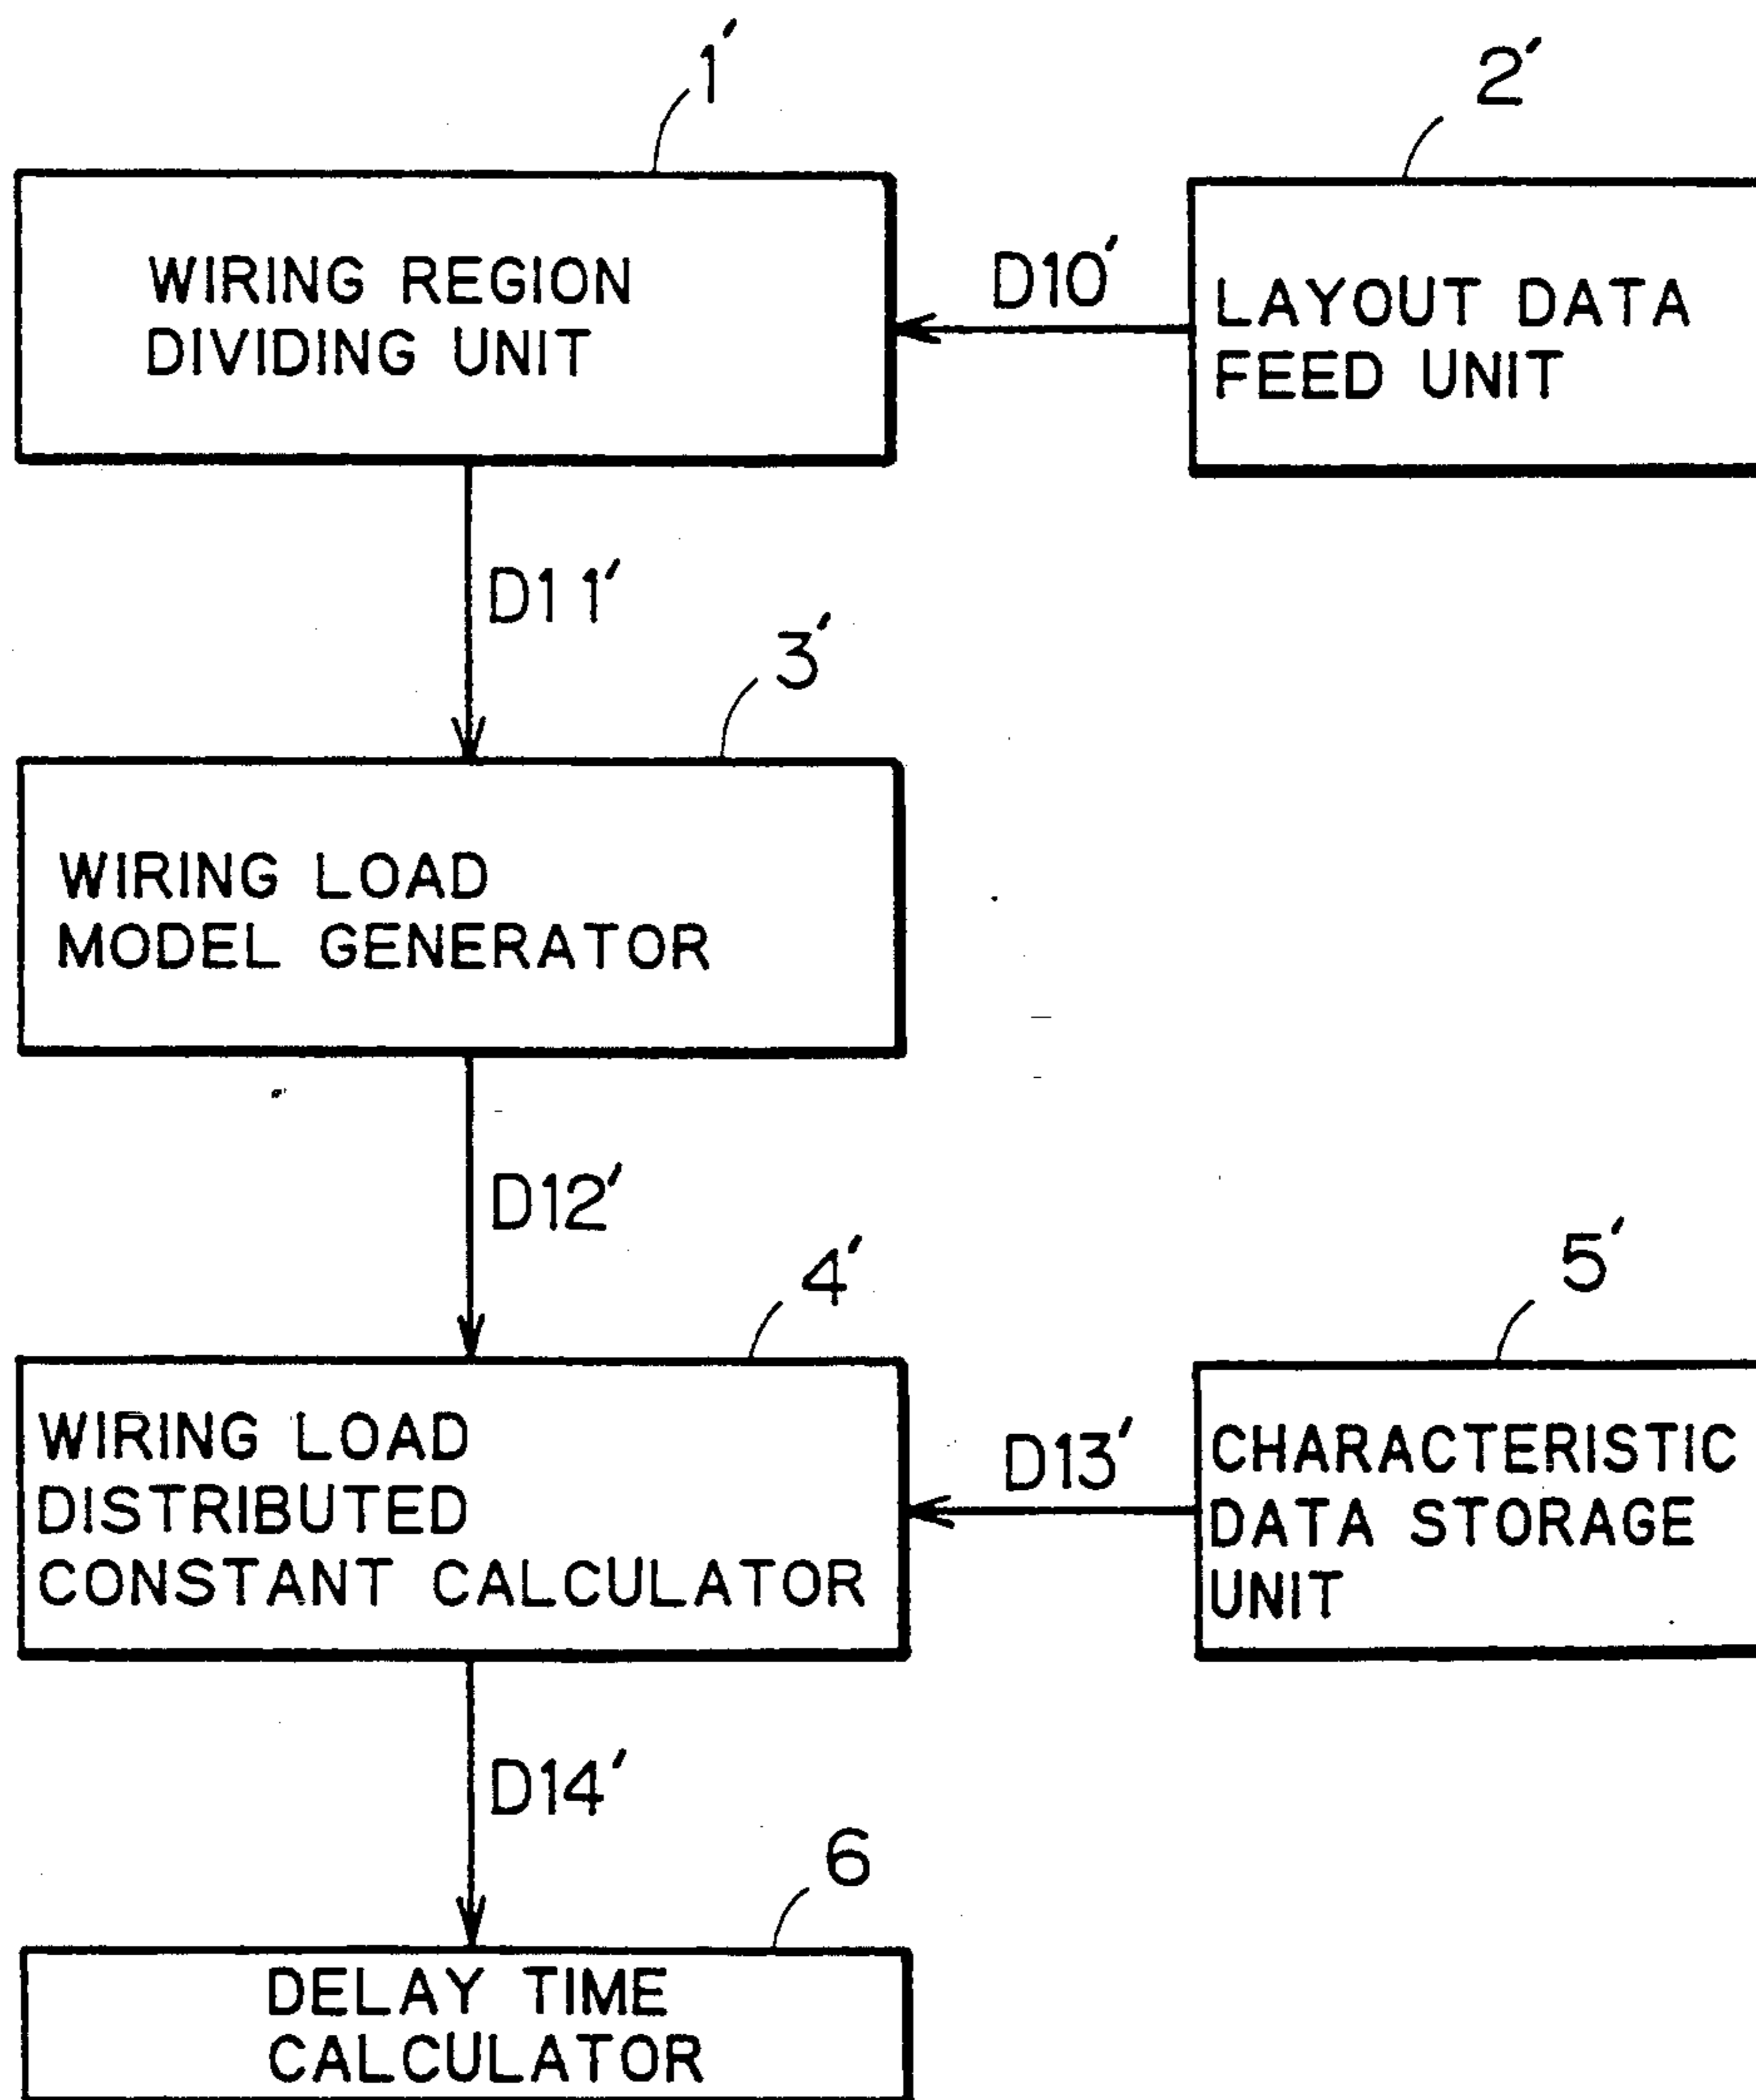 1′
2′
WIRING REGION
DIVIDING UNIT
D10′
LAYOUT DATA
FEED UNIT
D11′
3′
WIRING LOAD
MODEL GENERATOR
D12′
4′
5′
WIRING LOAD
DISTRIBUTED
CONSTANT CALCULATOR
D13′
CHARACTERISTIC
DATA STORAGE
UNIT
D14′
6
DELAY TIME
CALCULATOR